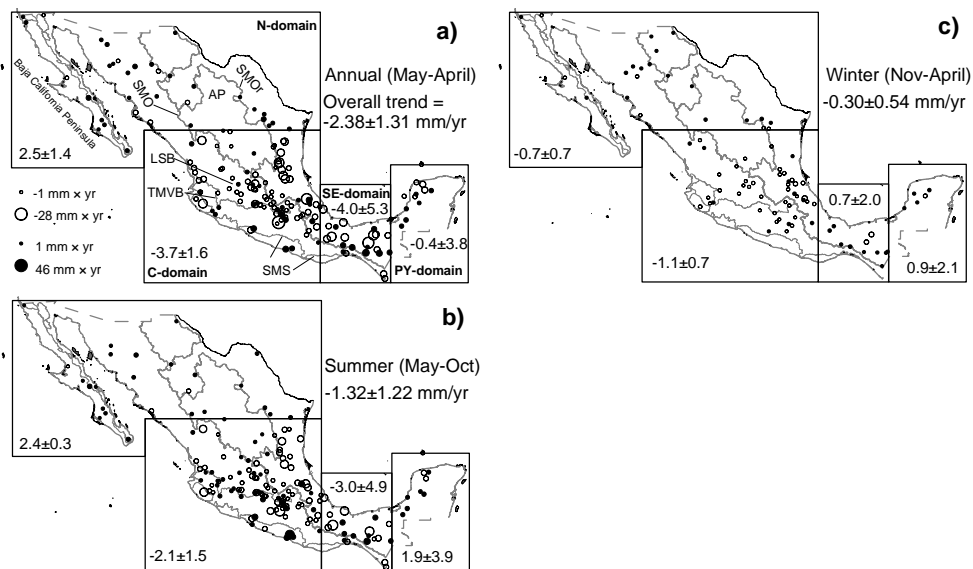 N-domain
a)
SMOr
SMO
AP
Baja California Peninsula
Annual (May-April)
Overall trend =
-2.38±1.31 mm/yr
2.5±1.4
LSB
TMVB
SE-domain
-4.0±5.3
-3.7±1.6
-0.4±3.8
C-domain
SMS
PY-domain
-1 mm × yr
-28 mm × yr
1 mm × yr
46 mm × yr
c)
Winter (Nov-April)
-0.30±0.54 mm/yr
-0.7±0.7
0.7±2.0
-1.1±0.7
0.9±2.1
b)
Summer (May-Oct)
-1.32±1.22 mm/yr
2.4±0.3
-3.0±4.9
-2.1±1.5
1.9±3.9